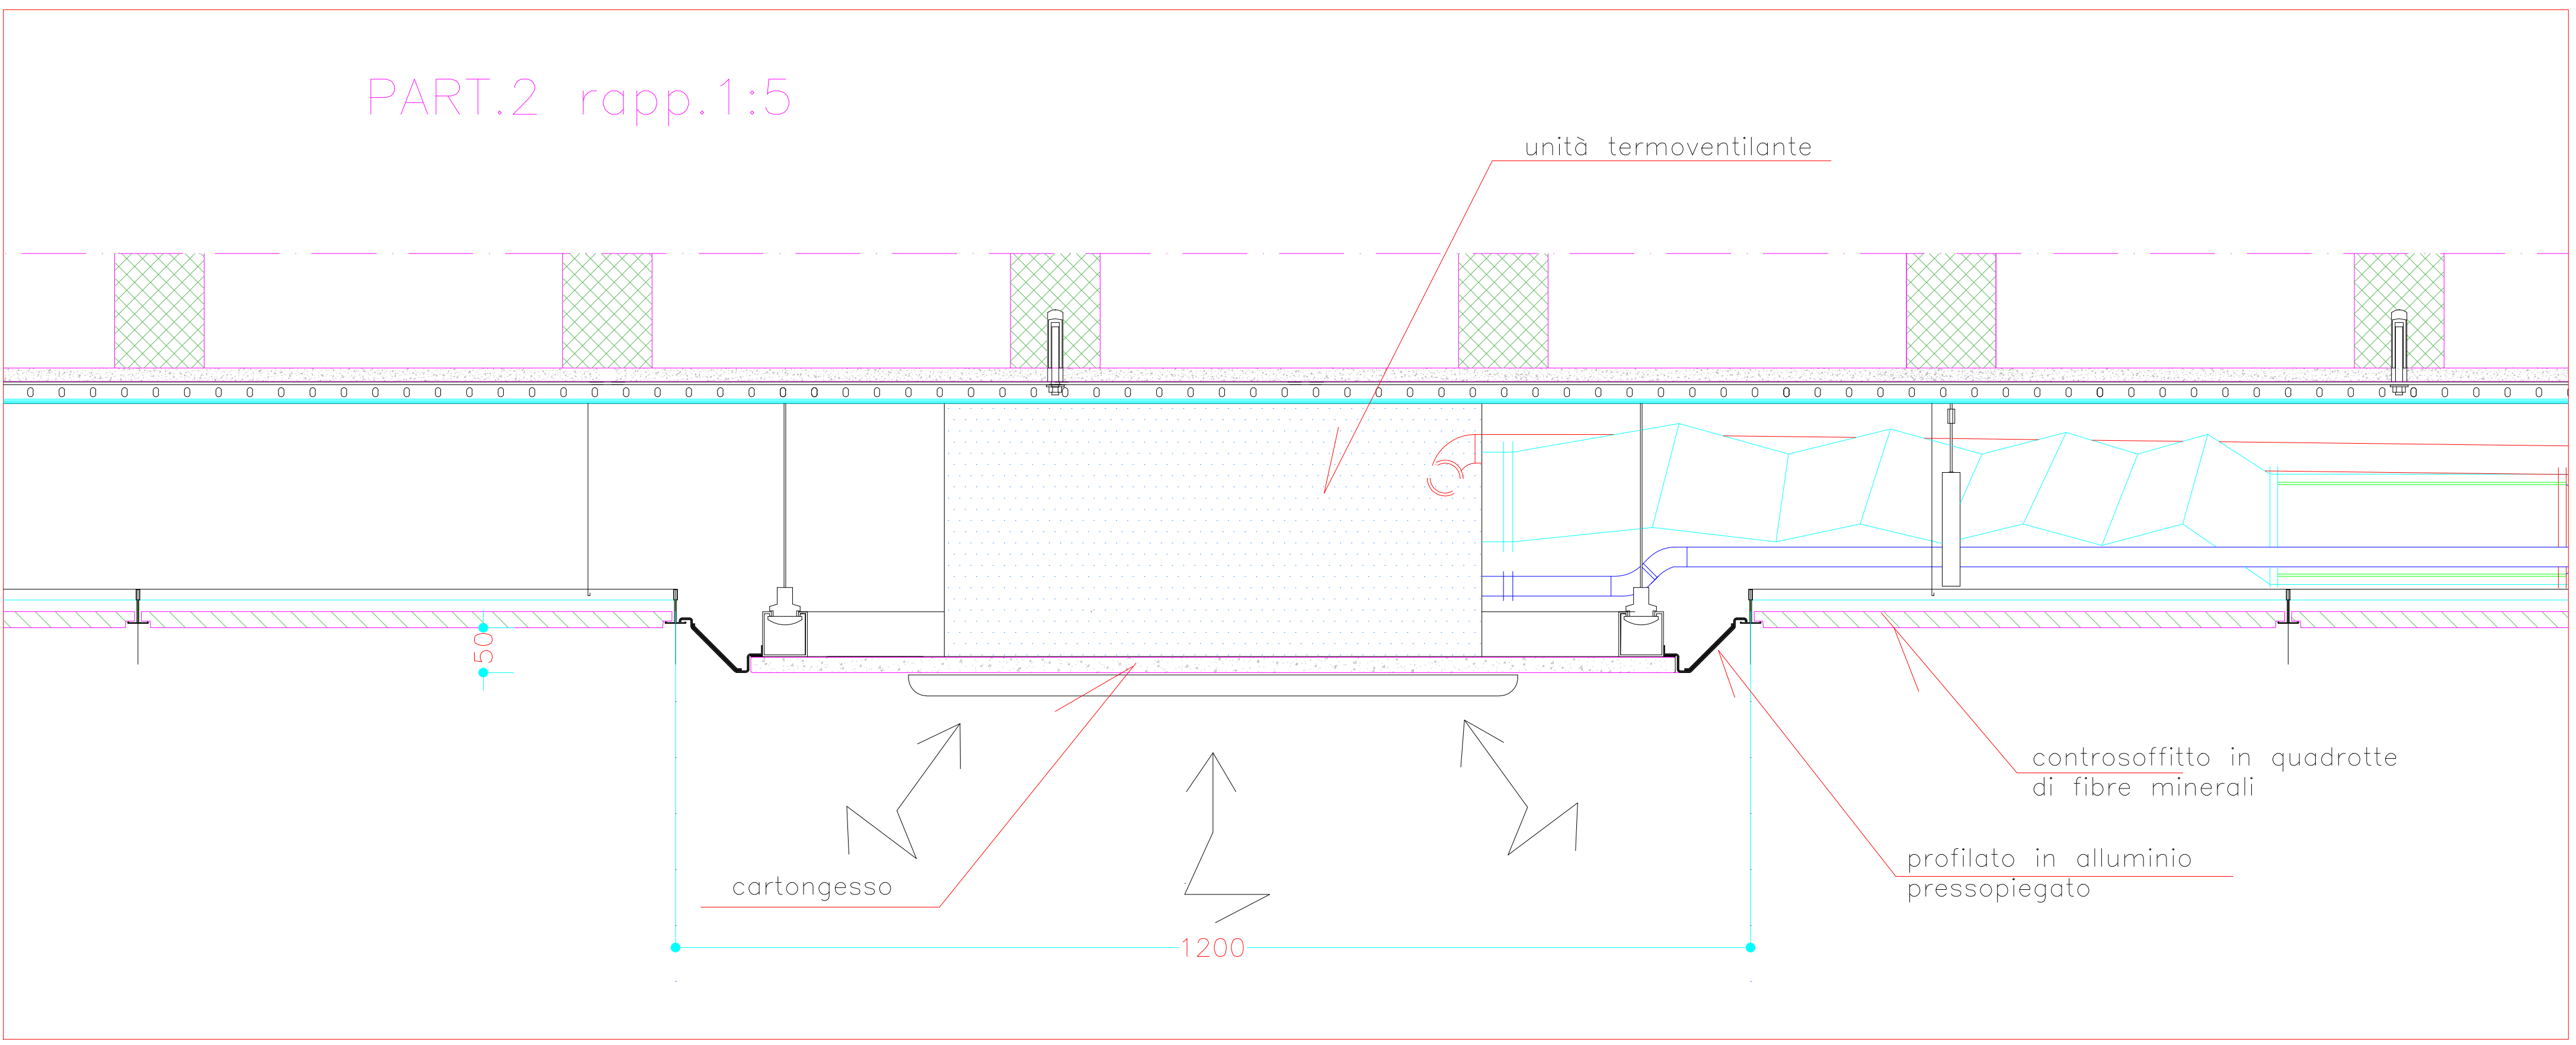 PART.2 rapp.1:5
unità termoventilante
50
controsoffitto in quadrotte
di fibre minerali
profilato in alluminio
pressopiegato
cartongesso
1200